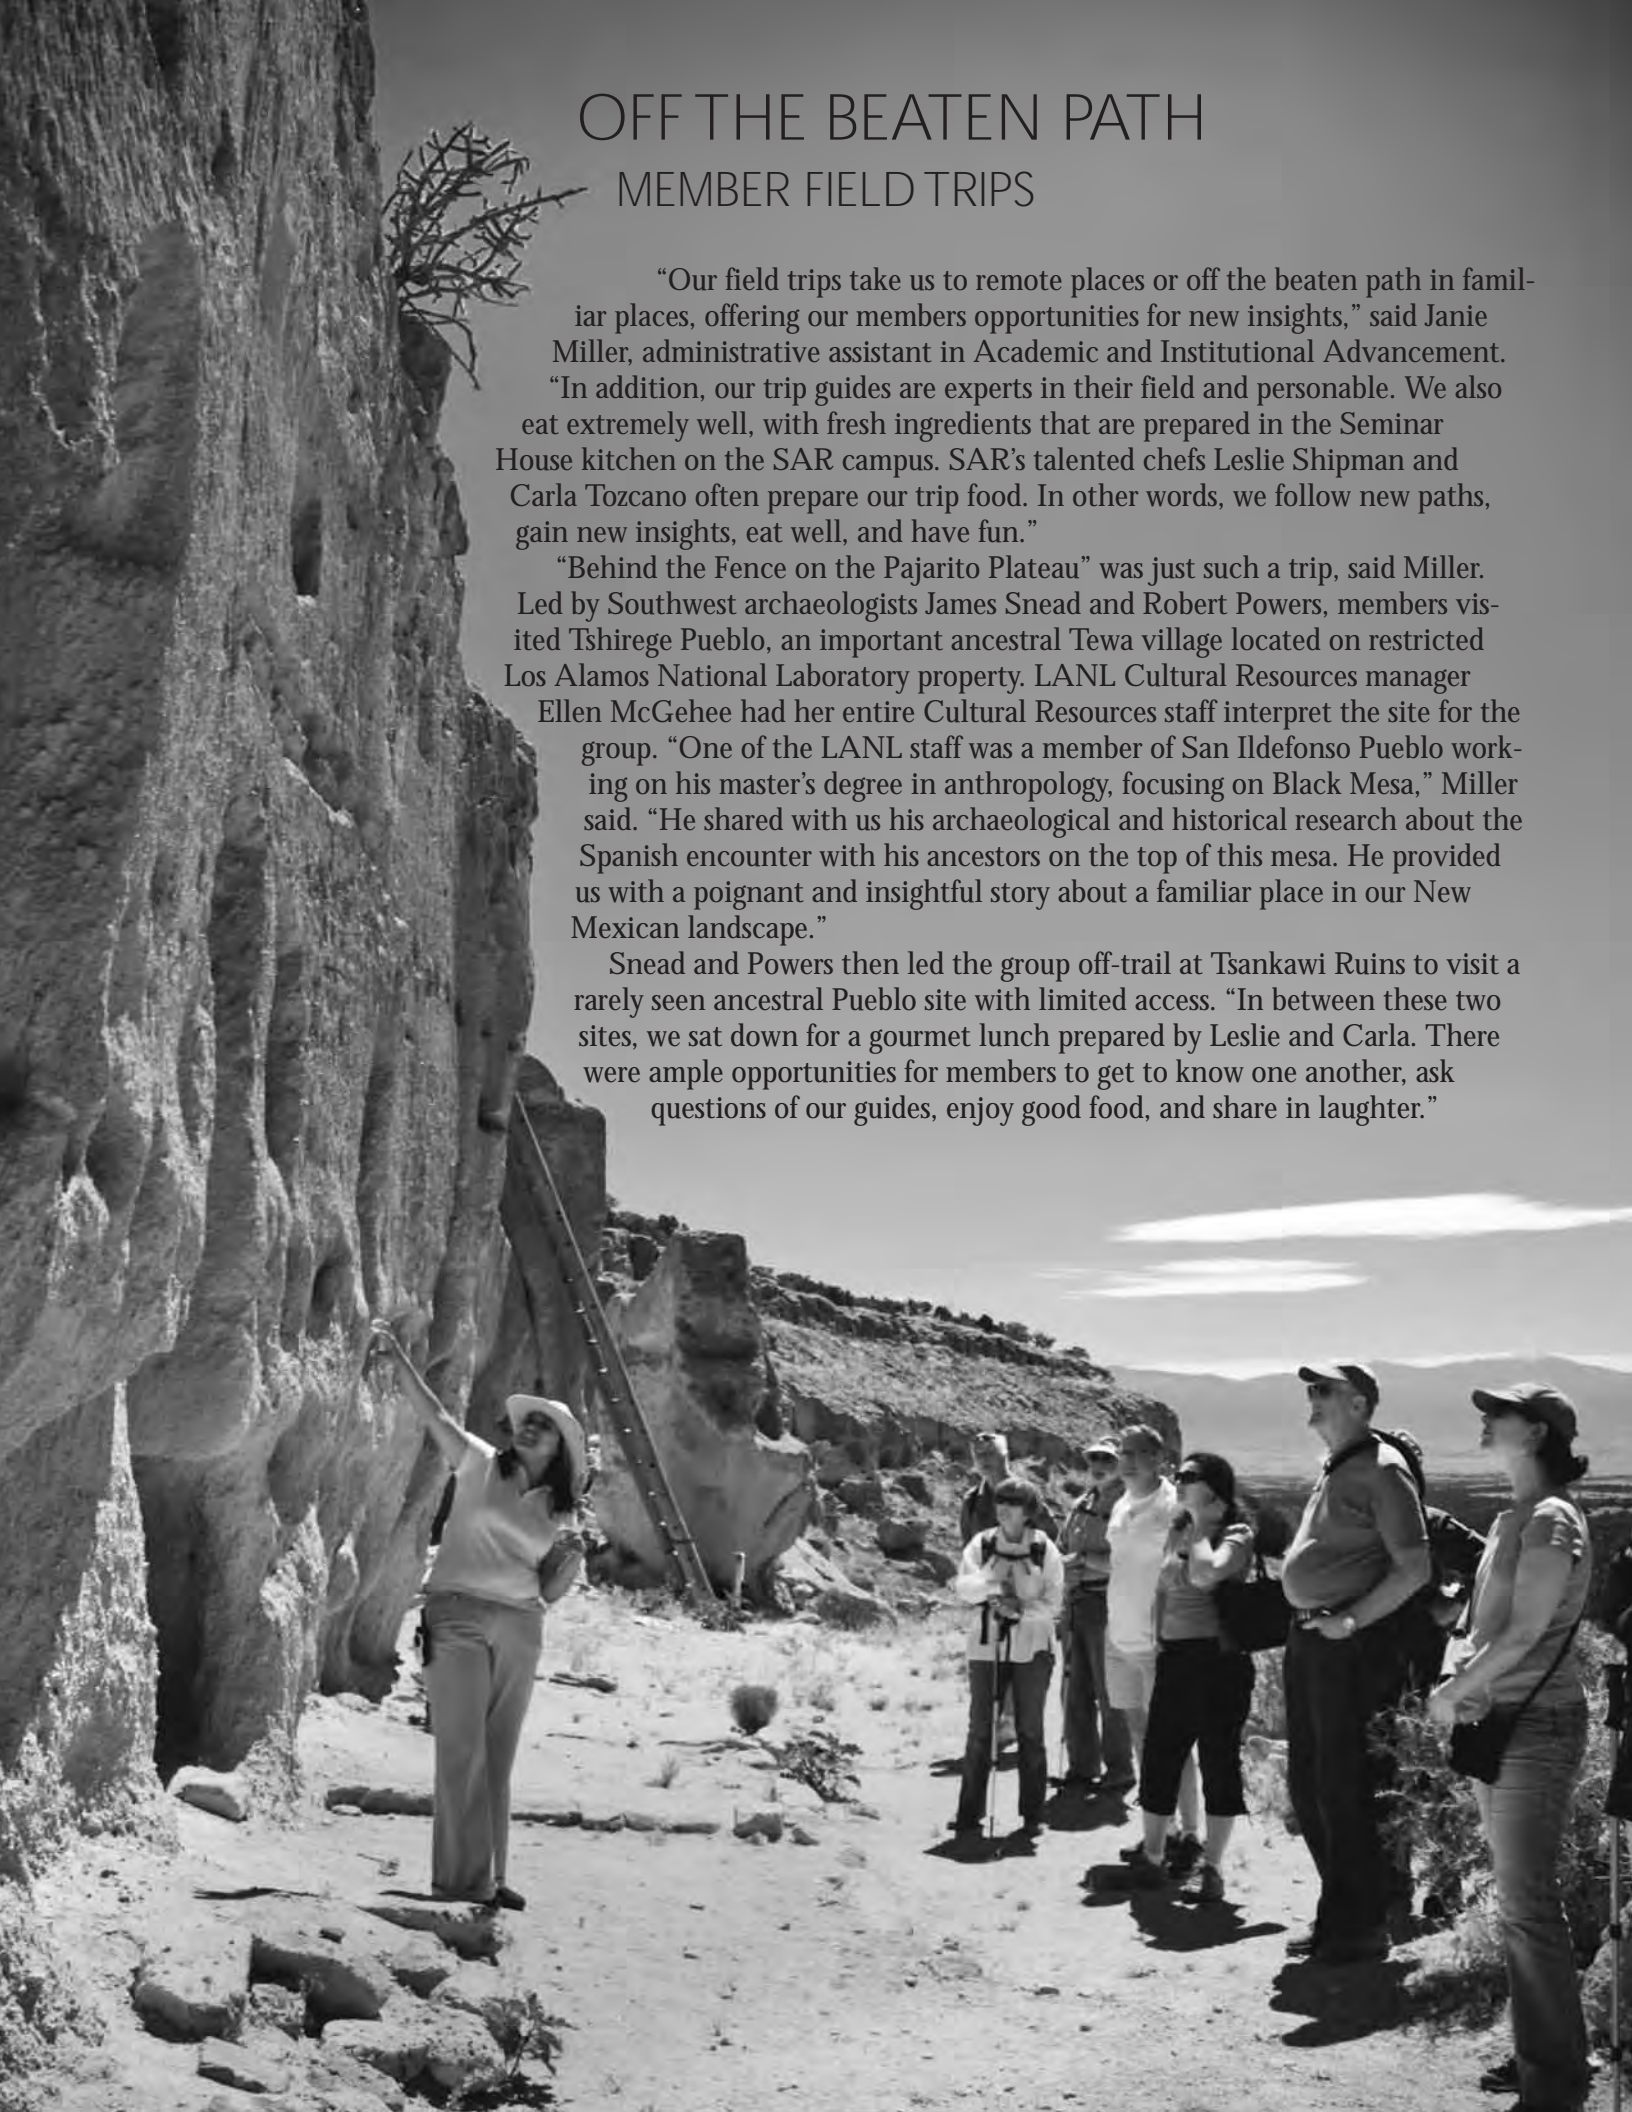 OFF THE BEATEN PATH
MEMBER FIELD TRIPS
“Our field trips take us to remote places or off the beaten path in famil-
iar places, offering our members opportunities for new insights,” said Janie
Miller, administrative assistant in Academic and Institutional Advancement.
“In addition, our trip guides are experts in their field and personable. We also
eat extremely well, with fresh ingredients that are prepared in the Seminar
House kitchen on the SAR campus. SAR’s talented chefs Leslie Shipman and
Carla Tozcano often prepare our trip food. In other words, we follow new paths,
gain new insights, eat well, and have fun.”
“Behind the Fence on the Pajarito Plateau” was just such a trip, said Miller.
Led by Southwest archaeologists James Snead and Robert Powers, members vis-
ited Tshirege Pueblo, an important ancestral Tewa village located on restricted
Los Alamos National Laboratory property. LANL Cultural Resources manager
Ellen McGehee had her entire Cultural Resources staff interpret the site for the
group. “One of the LANL staff was a member of San Ildefonso Pueblo work-
ing on his master’s degree in anthropology, focusing on Black Mesa,” Miller
said. “He shared with us his archaeological and historical research about the
Spanish encounter with his ancestors on the top of this mesa. He provided
us with a poignant and insightful story about a familiar place in our New
Mexican landscape.”
Snead and Powers then led the group off-trail at Tsankawi Ruins to visit a
rarely seen ancestral Pueblo site with limited access. “In between these two
sites, we sat down for a gourmet lunch prepared by Leslie and Carla. There
were ample opportunities for members to get to know one another, ask
questions of our guides, enjoy good food, and share in laughter.”